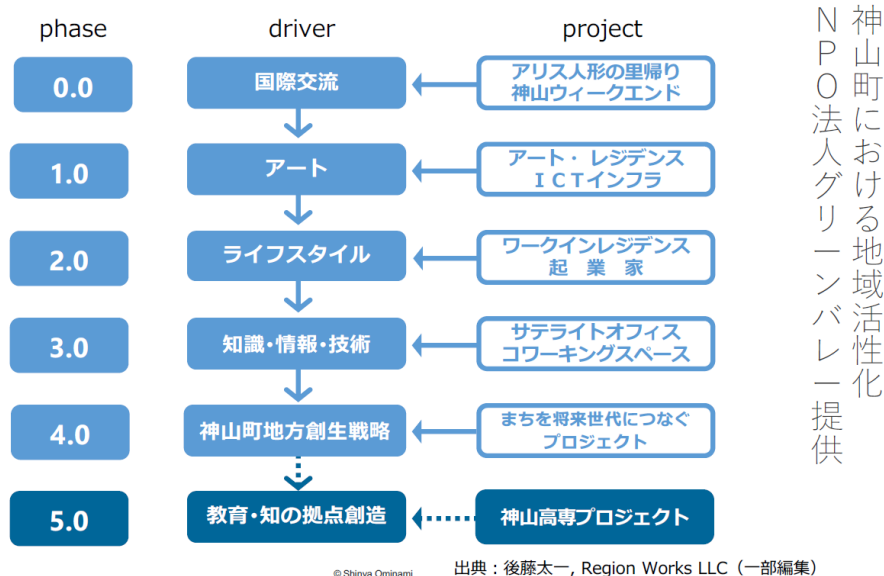 神山町における地域活性化
NPO法人グリーンバレー提供
phase driver project
0.0
国際交流
アリス人形の里帰り
神山ウィークエンド
1.0
アート
アート・レジデンス
ICTインフラ
2.0
ライフスタイル
ワークインレジデンス
起業家
3.0
知識・情報・技術
サテライトオフィス
コワーキングスペース
4.0
神山町地方創生戦略
まちを将来世代につなぐ
プロジェクト
5.0
教育・知の拠点創造
神山高専プロジェクト
© Shinya Ominami
出典：後藤太一, Region Works LLC（一部編集）